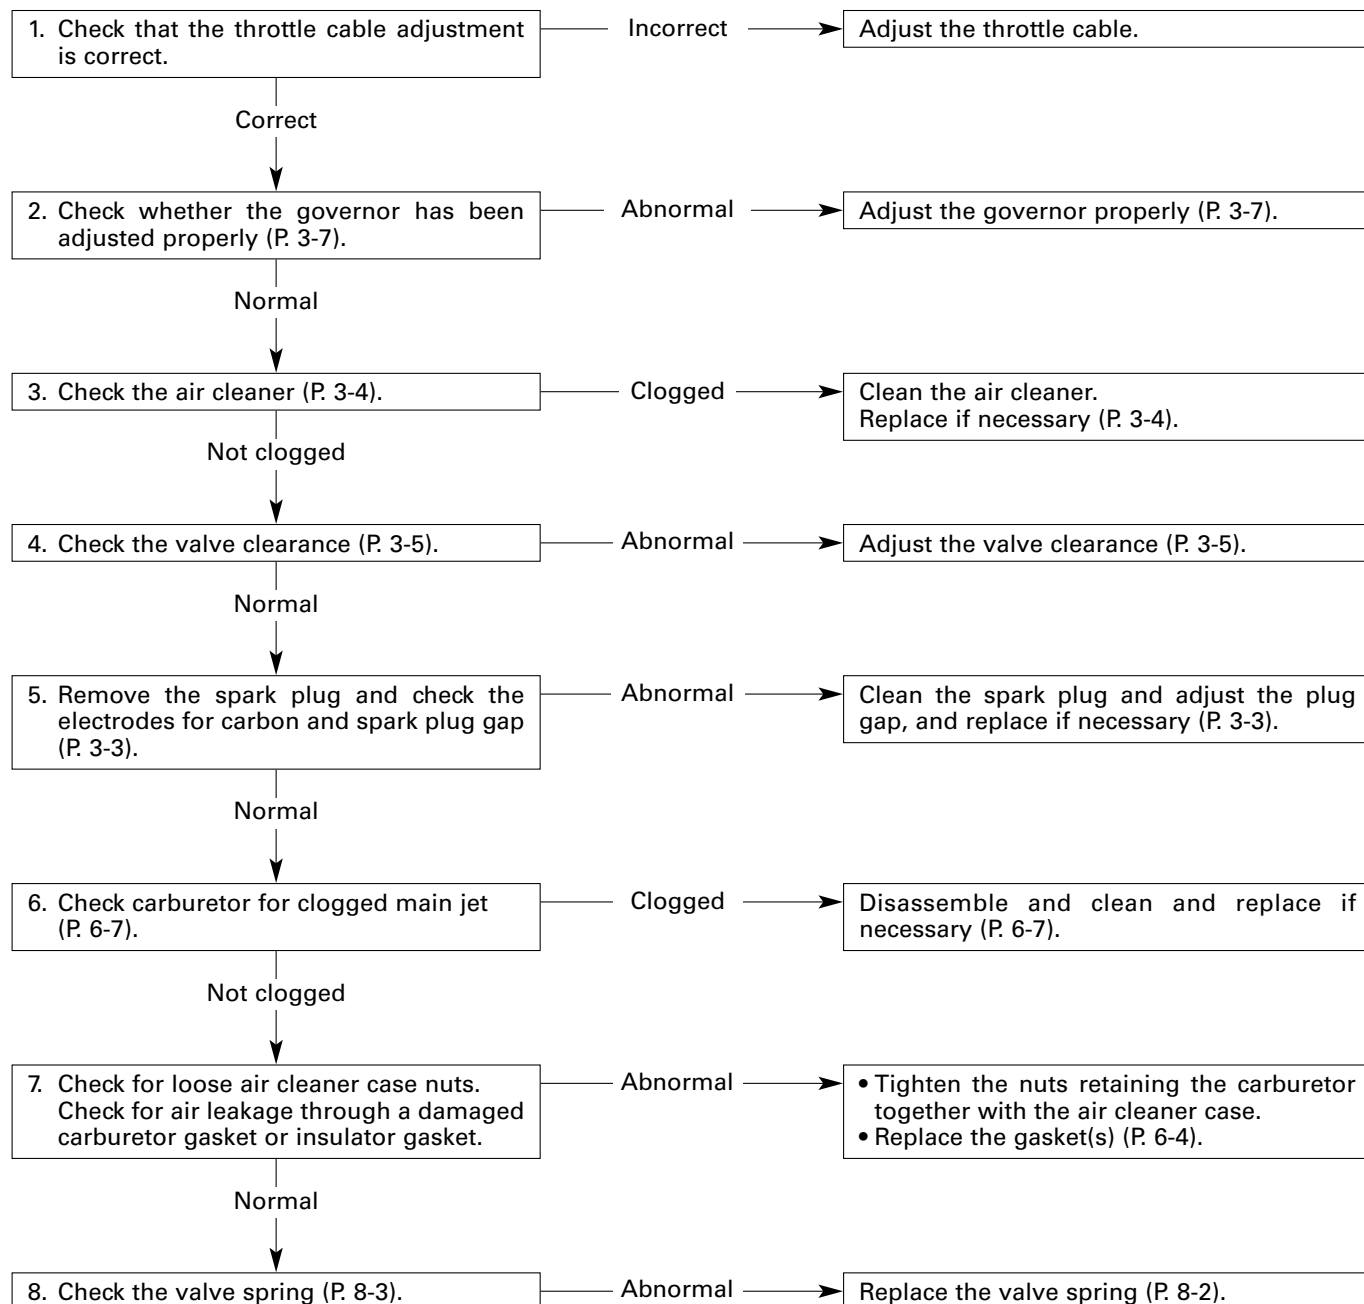 1. Check that the throttle cable adjustment
is correct.
Incorrect
Adjust the throttle cable.
Correct
2. Check whether the governor has been
adjusted properly (P. 3-7).
Abnormal
Adjust the governor properly (P. 3-7).
Normal
3. Check the air cleaner (P. 3-4).
Clogged
Clean the air cleaner.
Replace if necessary (P. 3-4).
Not clogged
4. Check the valve clearance (P. 3-5).
Abnormal
Adjust the valve clearance (P. 3-5).
Normal
5. Remove the spark plug and check the
electrodes for carbon and spark plug gap
(P. 3-3).
Abnormal
Clean the spark plug and adjust the plug
gap, and replace if necessary (P. 3-3).
Normal
6. Check carburetor for clogged main jet
(P. 6-7).
Clogged
Disassemble and clean and replace if
necessary (P. 6-7).
Not clogged
7. Check for loose air cleaner case nuts.
Check for air leakage through a damaged
carburetor gasket or insulator gasket.
Abnormal
• Tighten the nuts retaining the carburetor
together with the air cleaner case.
• Replace the gasket(s) (P. 6-4).
Normal
8. Check the valve spring (P. 8-3).
Abnormal
Replace the valve spring (P. 8-2).